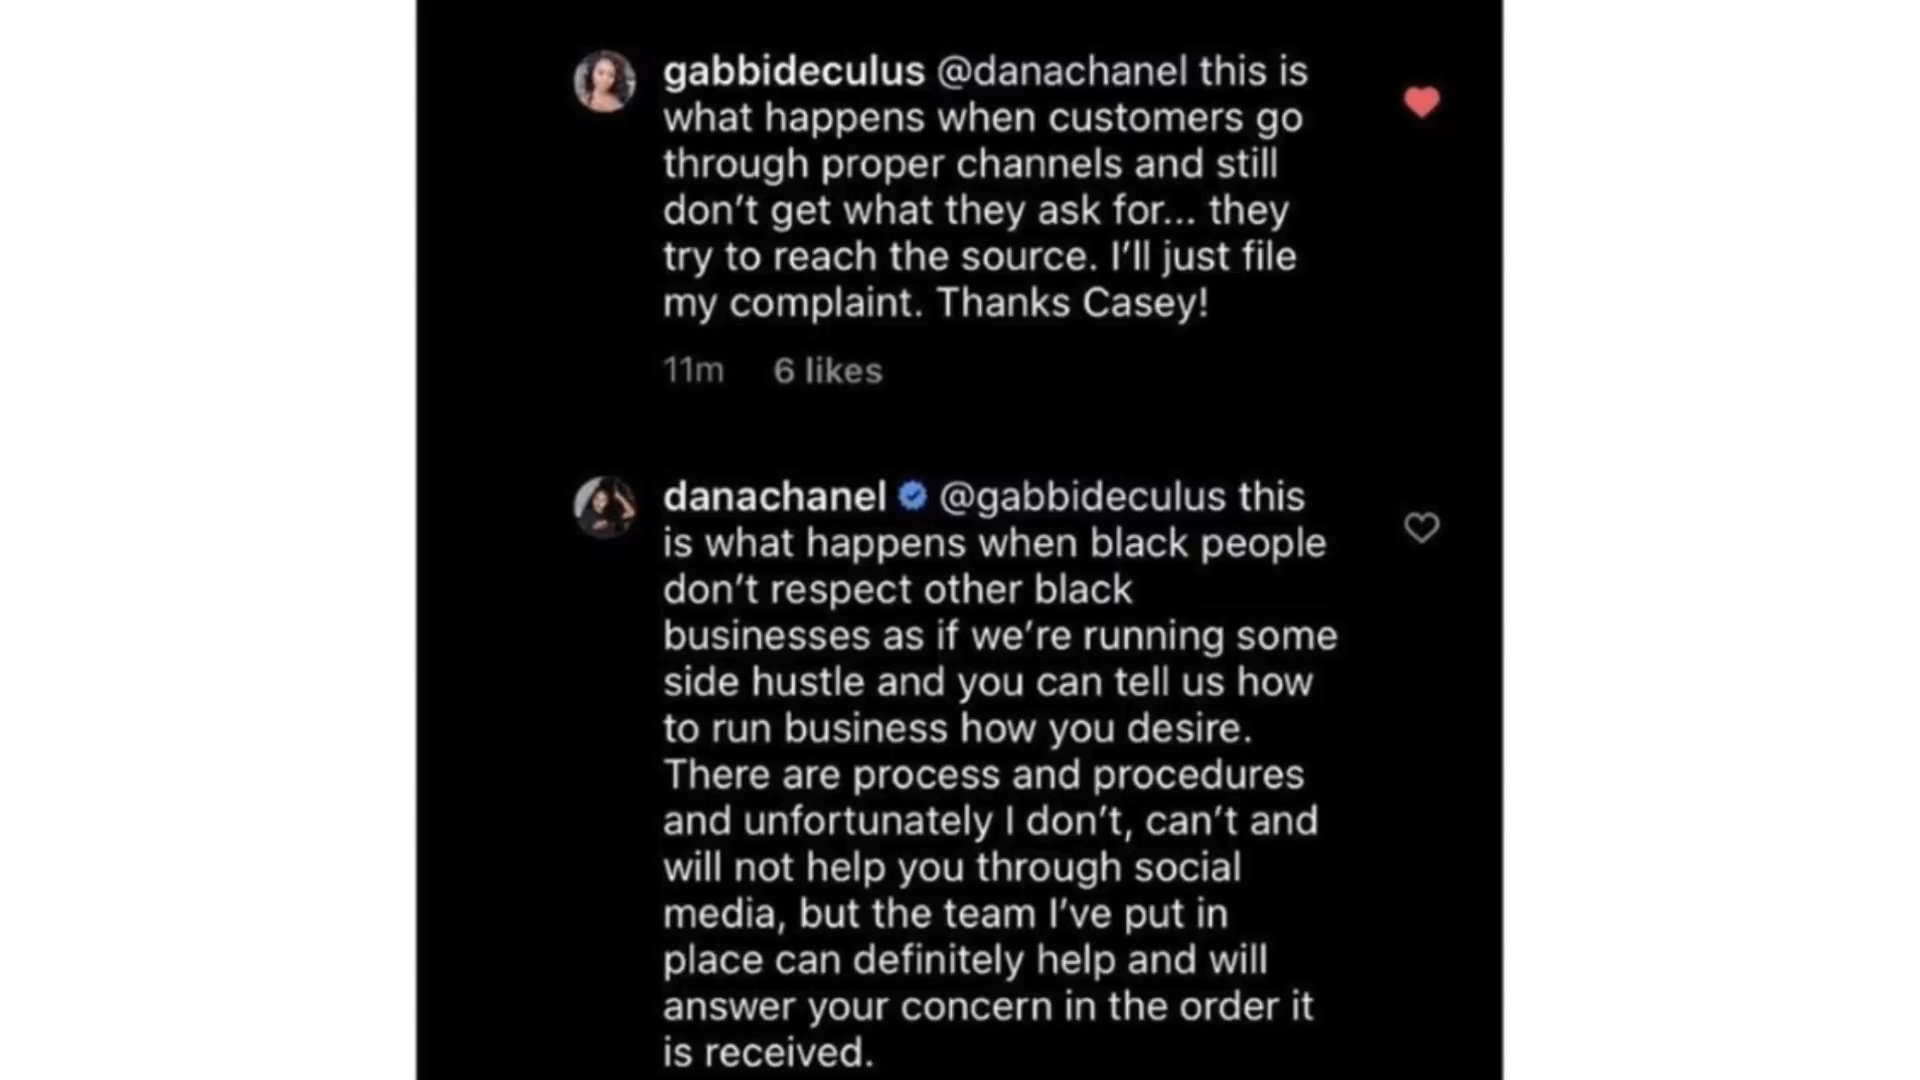 gabbideculus @danachanel this is
what happens when customers go
through proper channels and still
don't get what they ask for... they
try to reach the source. I'll just file
my complaint. Thanks Casey!
11m 6 likes
danachanel @gabbideculus this
is what happens when black people
don't respect other black
businesses as if we're running some
side hustle and you can tell us how
to run business how you desire.
There are process and procedures
and unfortunately I don't, can't and
will not help you through social
media, but the team I've put in
place can definitely help and will
answer your concern in the order it
is received.